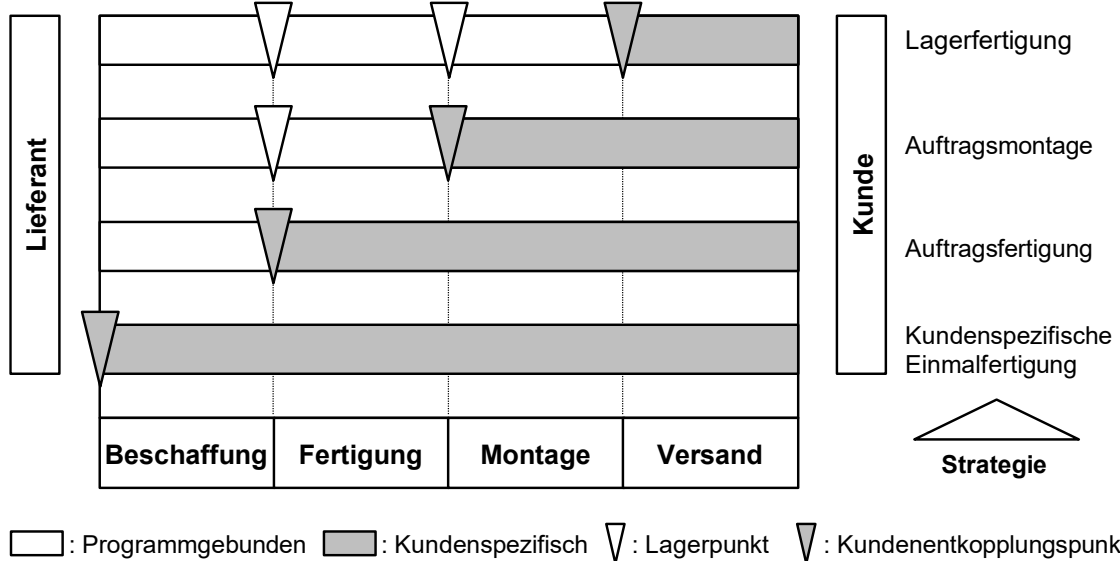 Lieferant
Kunde
Lagerfertigung
Auftragsmontage
Auftragsfertigung
Kundenspezifische
Einmalfertigung
Beschaffung
Fertigung
Montage
Versand
Strategie
: Programmgebunden
: Kundenspezifisch
: Lagerpunkt
: Kundenentkopplungspunk